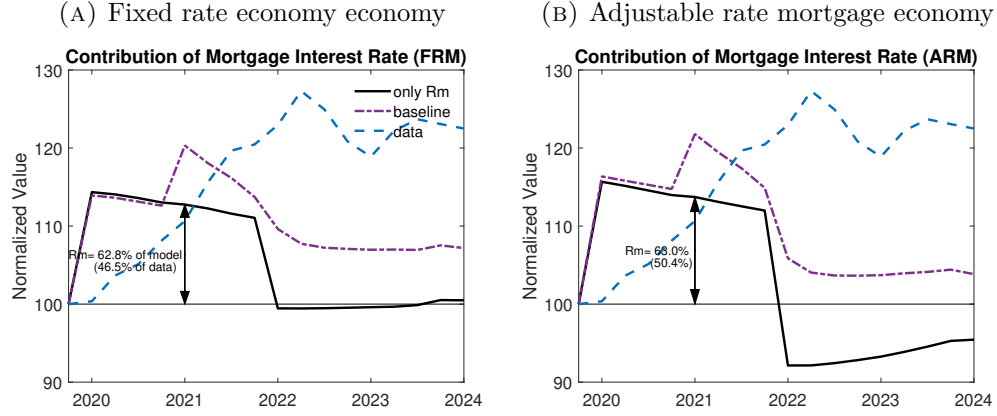 (A) Fixed rate economy economy
Contribution of Mortgage Interest Rate (FRM)
130
120
110
100
90
Normalized Value
only Rm
baseline
data
Rm= 62.8% of model
(46.5% of data)
2020 2021 2022 2023 2024
(B) Adjustable rate mortgage economy
Contribution of Mortgage Interest Rate (ARM)
130
120
110
100
90
Normalized Value
Rm= 63.0%
(50.4%)
2020 2021 2022 2023 2024